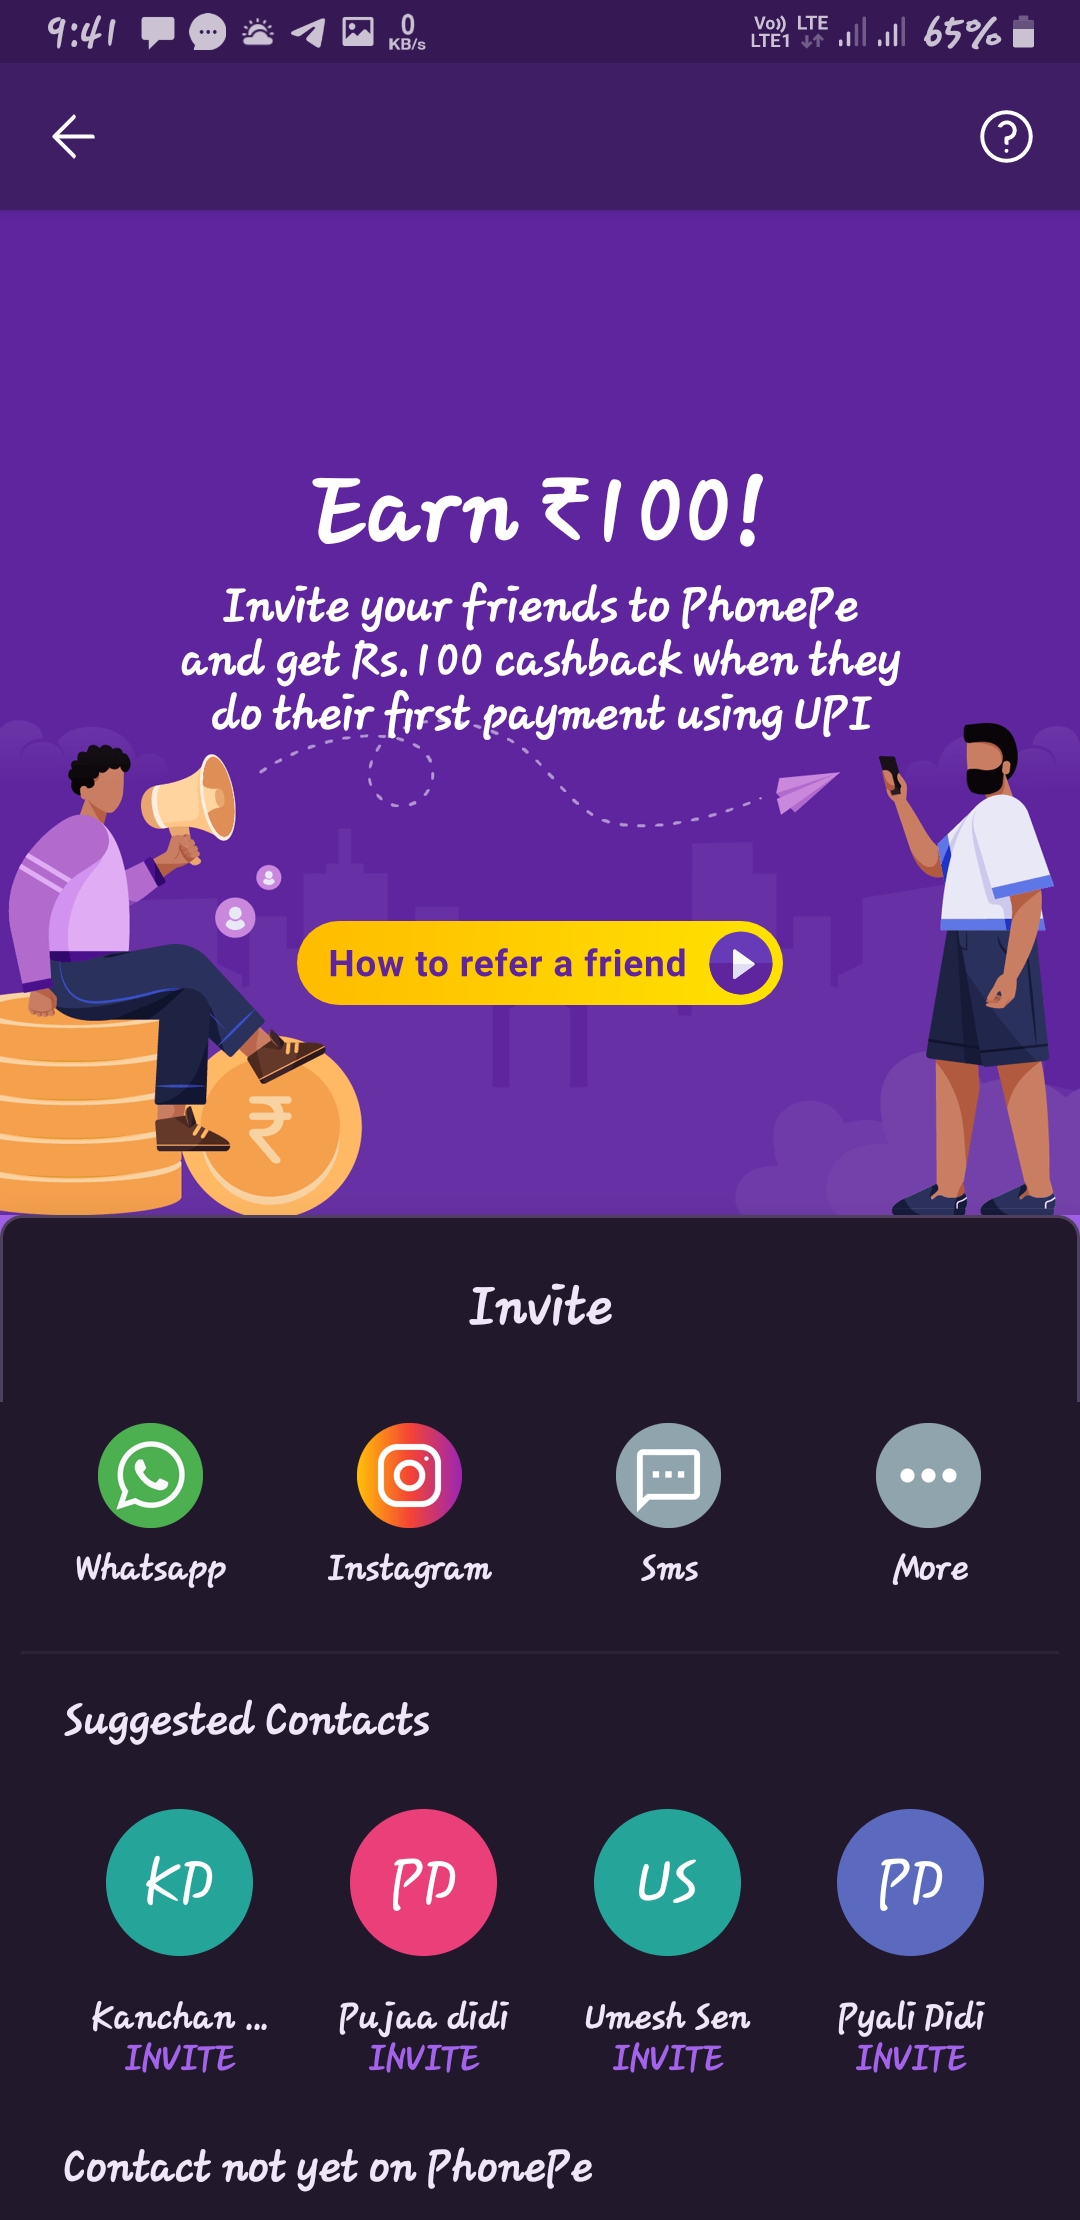 9:41
0
KB/s
Vo)) LTE
LTE1
65%
Earn ₹100!
Invite your friends to PhonePe
and get Rs.100 cashback when they
do their first payment using UPI
How to refer a friend
₹
Invite
Whatsapp Instagram Sms More
Suggested Contacts
KD PD US PD
Kanchan ... Pujaa didi Umesh Sen Pyali Didi
INVITE INVITE INVITE INVITE
Contact not yet on PhonePe